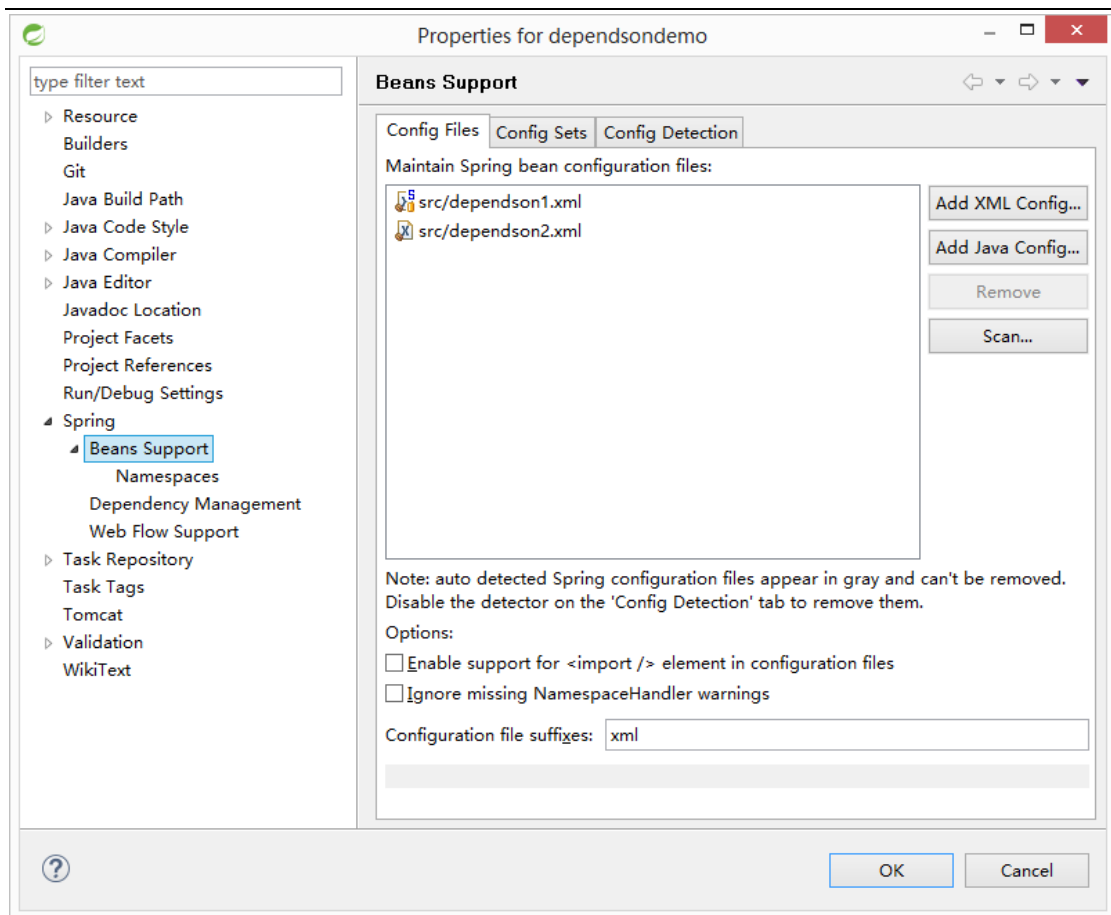 Properties for dependsondemo
type filter text
Resource
Builders
Git
Java Build Path
Java Code Style
Java Compiler
Java Editor
Javadoc Location
Project Facets
Project References
Run/Debug Settings
Spring
Beans Support
Namespaces
Dependency Management
Web Flow Support
Task Repository
Task Tags
Tomcat
Validation
WikiText
Beans Support
Config Files
Config Sets
Config Detection
Maintain Spring bean configuration files:
src/dependson1.xml
src/dependson2.xml
Add XML Config...
Add Java Config...
Remove
Scan...
Note: auto detected Spring configuration files appear in gray and can't be removed.
Disable the detector on the 'Config Detection' tab to remove them.
Options:
Enable support for <import /> element in configuration files
Ignore missing NamespaceHandler warnings
Configuration file suffixes: xml
OK
Cancel